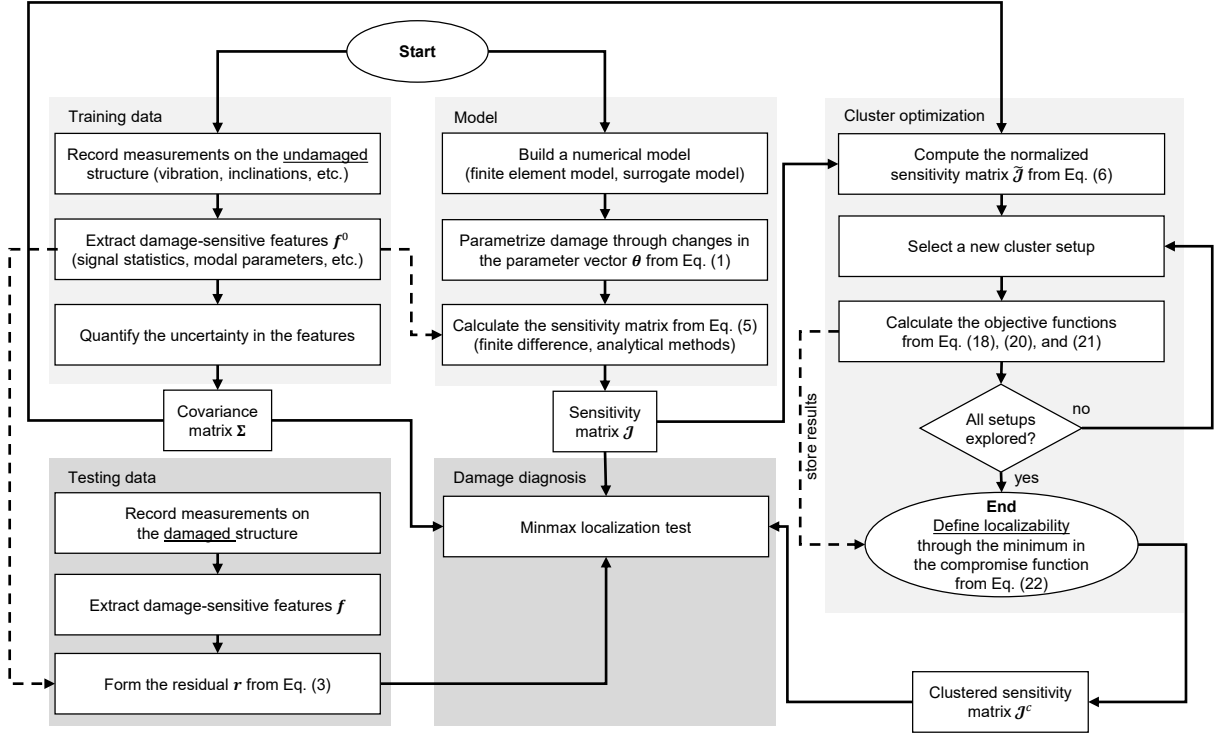 Start
Training data
Record measurements on the undamaged
structure (vibration, inclinations, etc.)
Extract damage-sensitive features f⁰
(signal statistics, modal parameters, etc.)
Quantify the uncertainty in the features
Covariance
matrix Σ
Model
Build a numerical model
(finite element model, surrogate model)
Parametrize damage through changes in
the parameter vector θ from Eq. (1)
Calculate the sensitivity matrix from Eq. (5)
(finite difference, analytical methods)
Sensitivity
matrix 𝓙
Cluster optimization
Compute the normalized
sensitivity matrix 𝓙̃ from Eq. (6)
Select a new cluster setup
Calculate the objective functions
from Eq. (18), (20), and (21)
All setups
explored?
no
yes
store results
End
Define localizability
through the minimum in
the compromise function
from Eq. (22)
Clustered sensitivity
matrix 𝓙ᶜ
Testing data
Record measurements on
the damaged structure
Extract damage-sensitive features f
Form the residual r from Eq. (3)
Damage diagnosis
Minmax localization test